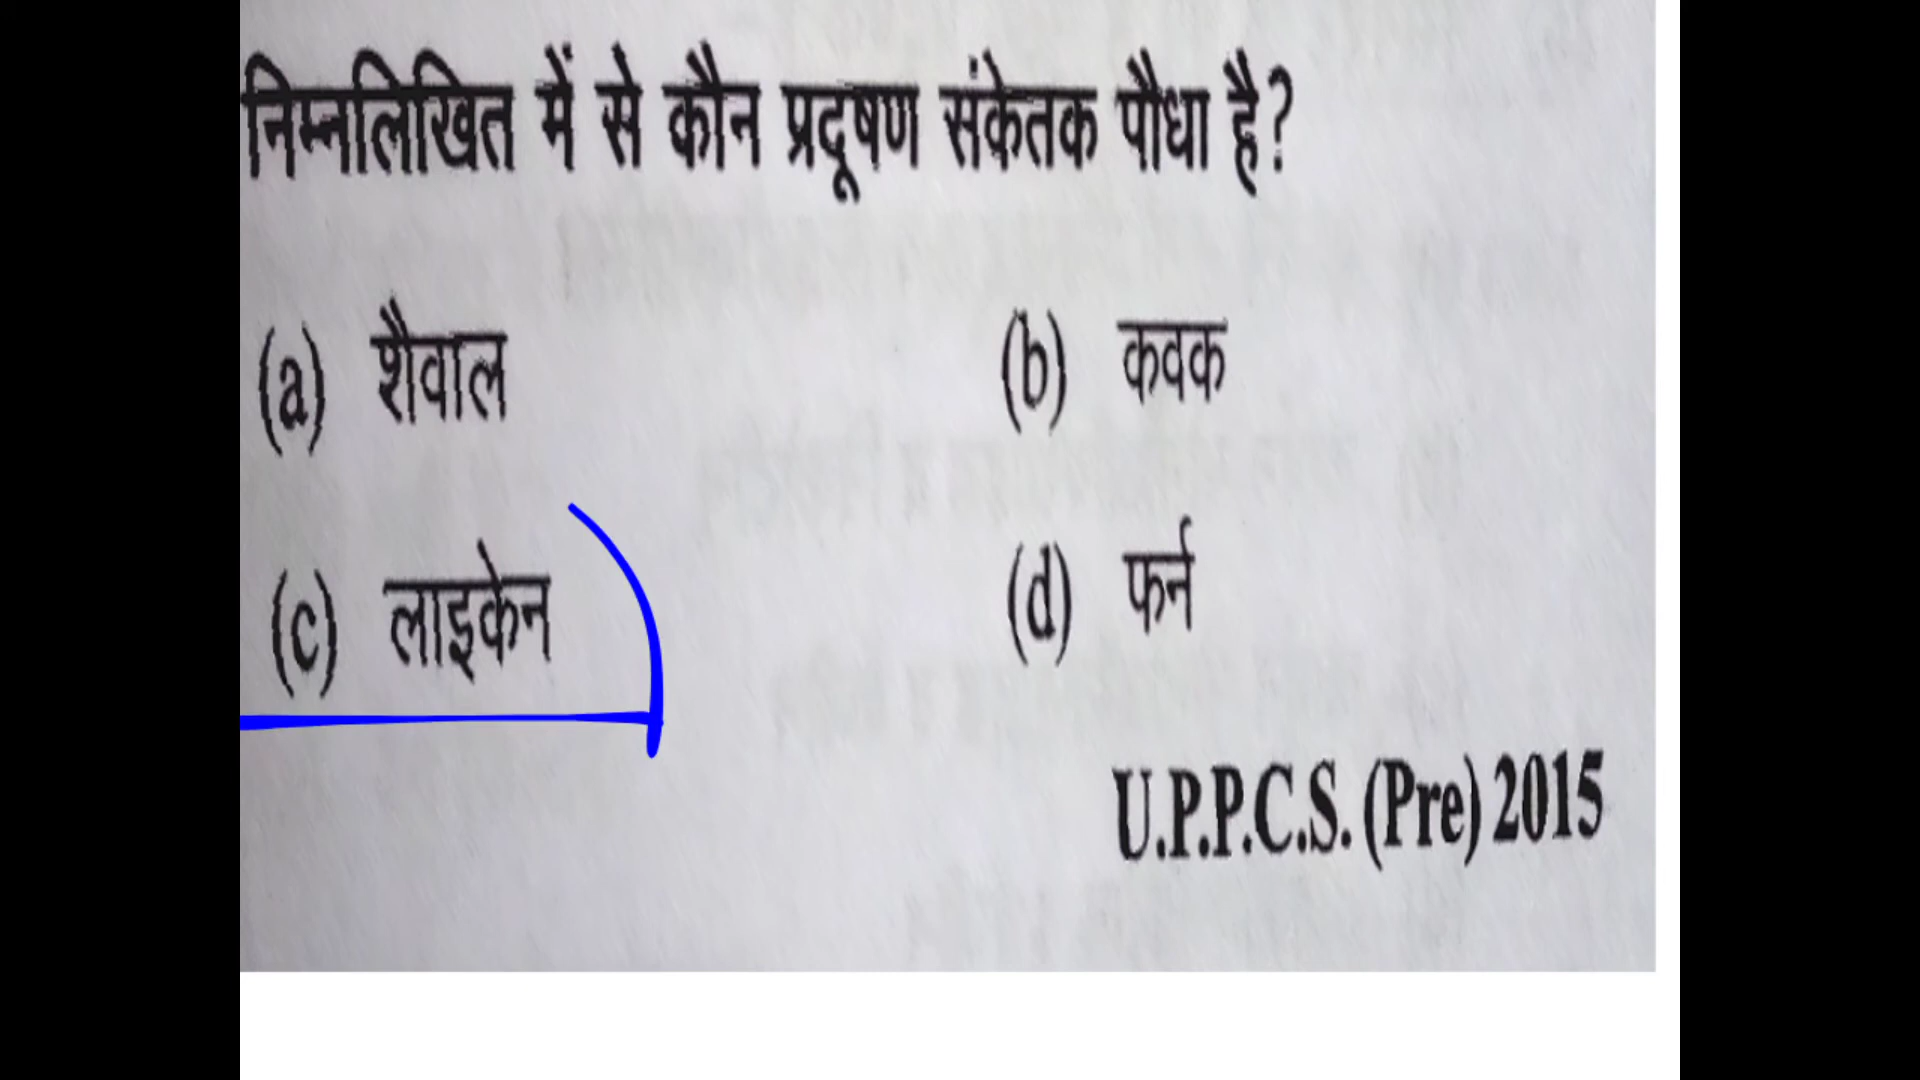 निम्नलिखित में से कौन प्रदूषण संकेतक पौधा है?
(a) शैवाल (b) कवक
(c) लाइकेन (d) फर्न
U.P.P.C.S. (Pre) 2015